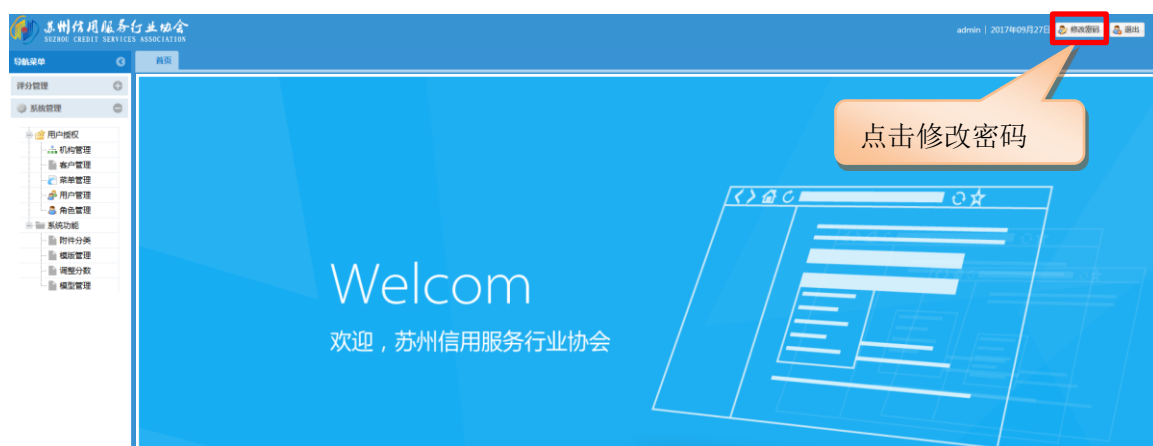 苏州信用服务行业协会
SUZHOU CREDIT SERVICES ASSOCIATION
admin | 2017年09月27日 修改密码 退出
导航菜单
首页
评分管理
系统管理
用户授权
机构管理
客户管理
菜单管理
用户管理
角色管理
系统功能
附件分类
模版管理
调整分数
模型管理
点击修改密码
Welcom
欢迎，苏州信用服务行业协会